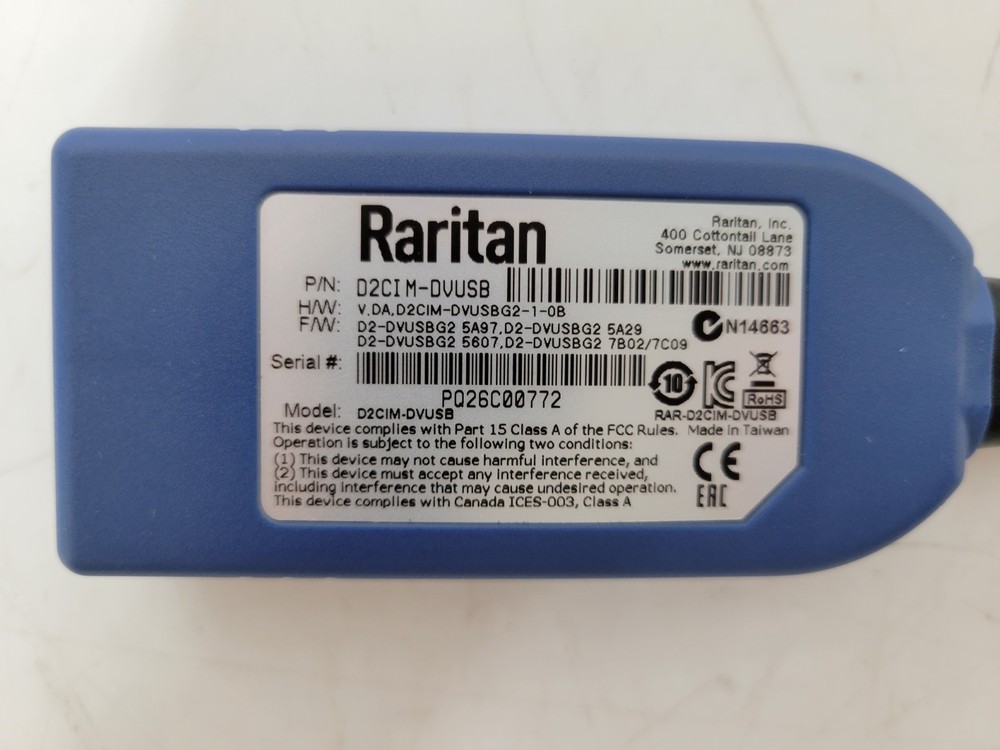 Raritan
Raritan, Inc.
400 Cottontail Lane
Somerset, NJ 08873
www.raritan.com
P/N: D2CIM-DVUSB
H/W: V.DA,D2CIM-DVUSBG2-1-0B
F/W: D2-DVUSBG2 5A97,D2-DVUSBG2 5A29
D2-DVUSBG2 5607,D2-DVUSBG2 7B02/7C09
N14663
Serial #:
PQ26C00772
10
RoHS
Model: D2CIM-DVUSB
RAR-D2CIM-DVUSB
This device complies with Part 15 Class A of the FCC Rules. Made in Taiwan
Operation is subject to the following two conditions:
(1) This device may not cause harmful interference, and
(2) This device must accept any interference received,
including interference that may cause undesired operation.
This device complies with Canada ICES-003, Class A
CE
EAC